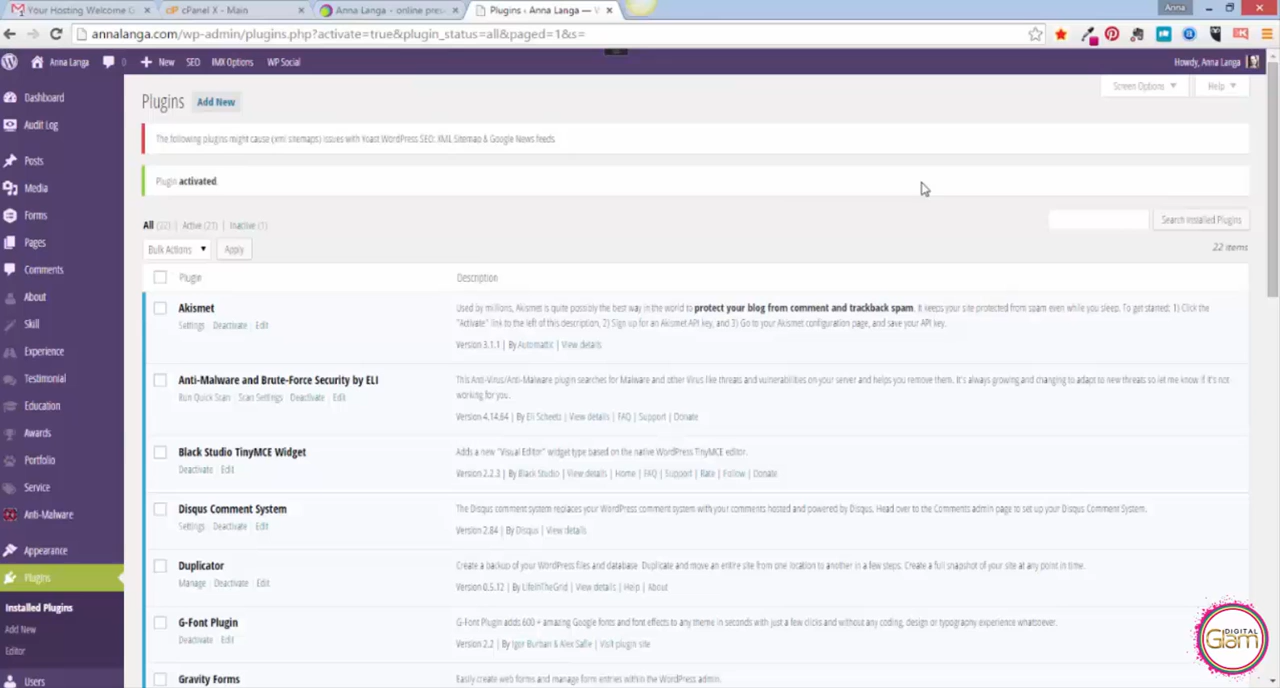 Your Hosting Welcome G
cPanel X - Main
Anna Langa - online pres
Plugins ‹ Anna Langa — V
Anna
annalanga.com/wp-admin/plugins.php?activate=true&plugin_status=all&paged=1&s=
Anna Langa
0
New
SEO
IMX Options
WP Social
Howdy, Anna Langa
Dashboard
Audit Log
Posts
Media
Forms
Pages
Comments
About
Skill
Experience
Testimonial
Education
Awards
Portfolio
Service
Anti-Malware
Appearance
Plugins
Installed Plugins
Add New
Editor
Users
Plugins Add New
Screen Options
Help
The following plugins might cause (xml sitemaps) issues with Yoast WordPress SEO: XML Sitemap & Google News feeds.
Plugin activated.
All (22) | Active (21) | Inactive (1)
Search Installed Plugins
Bulk Actions
Apply
22 items
Plugin
Description
Akismet
Settings | Deactivate | Edit
Used by millions, Akismet is quite possibly the best way in the world to protect your blog from comment and trackback spam. It keeps your site protected from spam even while you sleep. To get started: 1) Click the
"Activate" link to the left of this description, 2) Sign up for an Akismet API key, and 3) Go to your Akismet configuration page, and save your API key.
Version 3.1.1 | By Automattic | View details
Anti-Malware and Brute-Force Security by ELI
Run Quick Scan | Scan Settings | Deactivate | Edit
This Anti-Virus/Anti-Malware plugin searches for Malware and other Virus like threats and vulnerabilities on your server and helps you remove them. It's always growing and changing to adapt to new threats so let me know if it's not
working for you.
Version 4.14.64 | By Eli Scheetz | View details | FAQ | Support | Donate
Black Studio TinyMCE Widget
Deactivate | Edit
Adds a new "Visual Editor" widget type based on the native WordPress TinyMCE editor.
Version 2.2.3 | By Black Studio | View details | Home | FAQ | Support | Rate | Follow | Donate
Disqus Comment System
Settings | Deactivate | Edit
The Disqus comment system replaces your WordPress comment system with your comments hosted and powered by Disqus. Head over to the Comments admin page to set up your Disqus Comment System.
Version 2.84 | By Disqus | View details
Duplicator
Manage | Deactivate | Edit
Create a backup of your WordPress files and database. Duplicate and move an entire site from one location to another in a few steps. Create a full snapshot of your site at any point in time.
Version 0.5.12 | By LifeInTheGrid | View details | Help | About
G-Font Plugin
Deactivate | Edit
G-Font Plugin adds 600 + amazing Google fonts and font effects to any theme in seconds with just a few clicks and without any coding, design or typography experience whatsoever.
Version 2.2 | By Igor Burban & Alex Safie | Visit plugin site
Gravity Forms
Easily create web forms and manage form entries within the WordPress admin.
DIGITAL
Glam